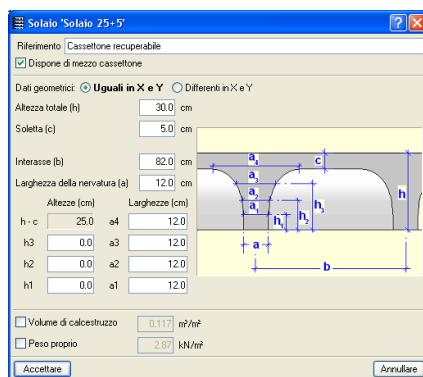 Solaio 'Solaio 25+5'
Riferimento Cassettone recuperabile
Dispone di mezzo cassettone
Dati geometrici: Uguali in X e Y Differenti in X e Y
Altezza totale (h) 30.0 cm
Soletta (c) 5.0 cm
Interasse (b) 82.0 cm
Larghezza della nervatura (a) 12.0 cm
Altezze (cm) Larghezze (cm)
h - c 25.0 a4 12.0
h3 0.0 a3 12.0
h2 0.0 a2 12.0
h1 0.0 a1 12.0
a4 c
a3 h
a2
a1 h1 h2 h3
a
b
Volume di calcestruzzo 0.117 m³/m²
Peso proprio 2.87 kN/m²
Accettare Annullare